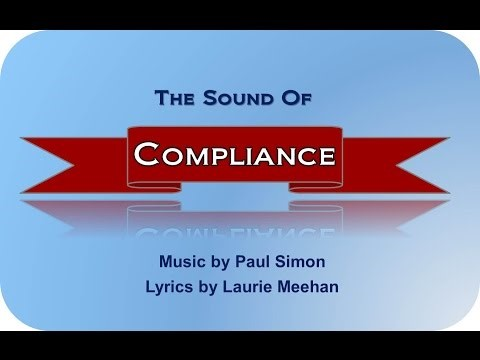 The Sound Of
Compliance
Music by Paul Simon
Lyrics by Laurie Meehan